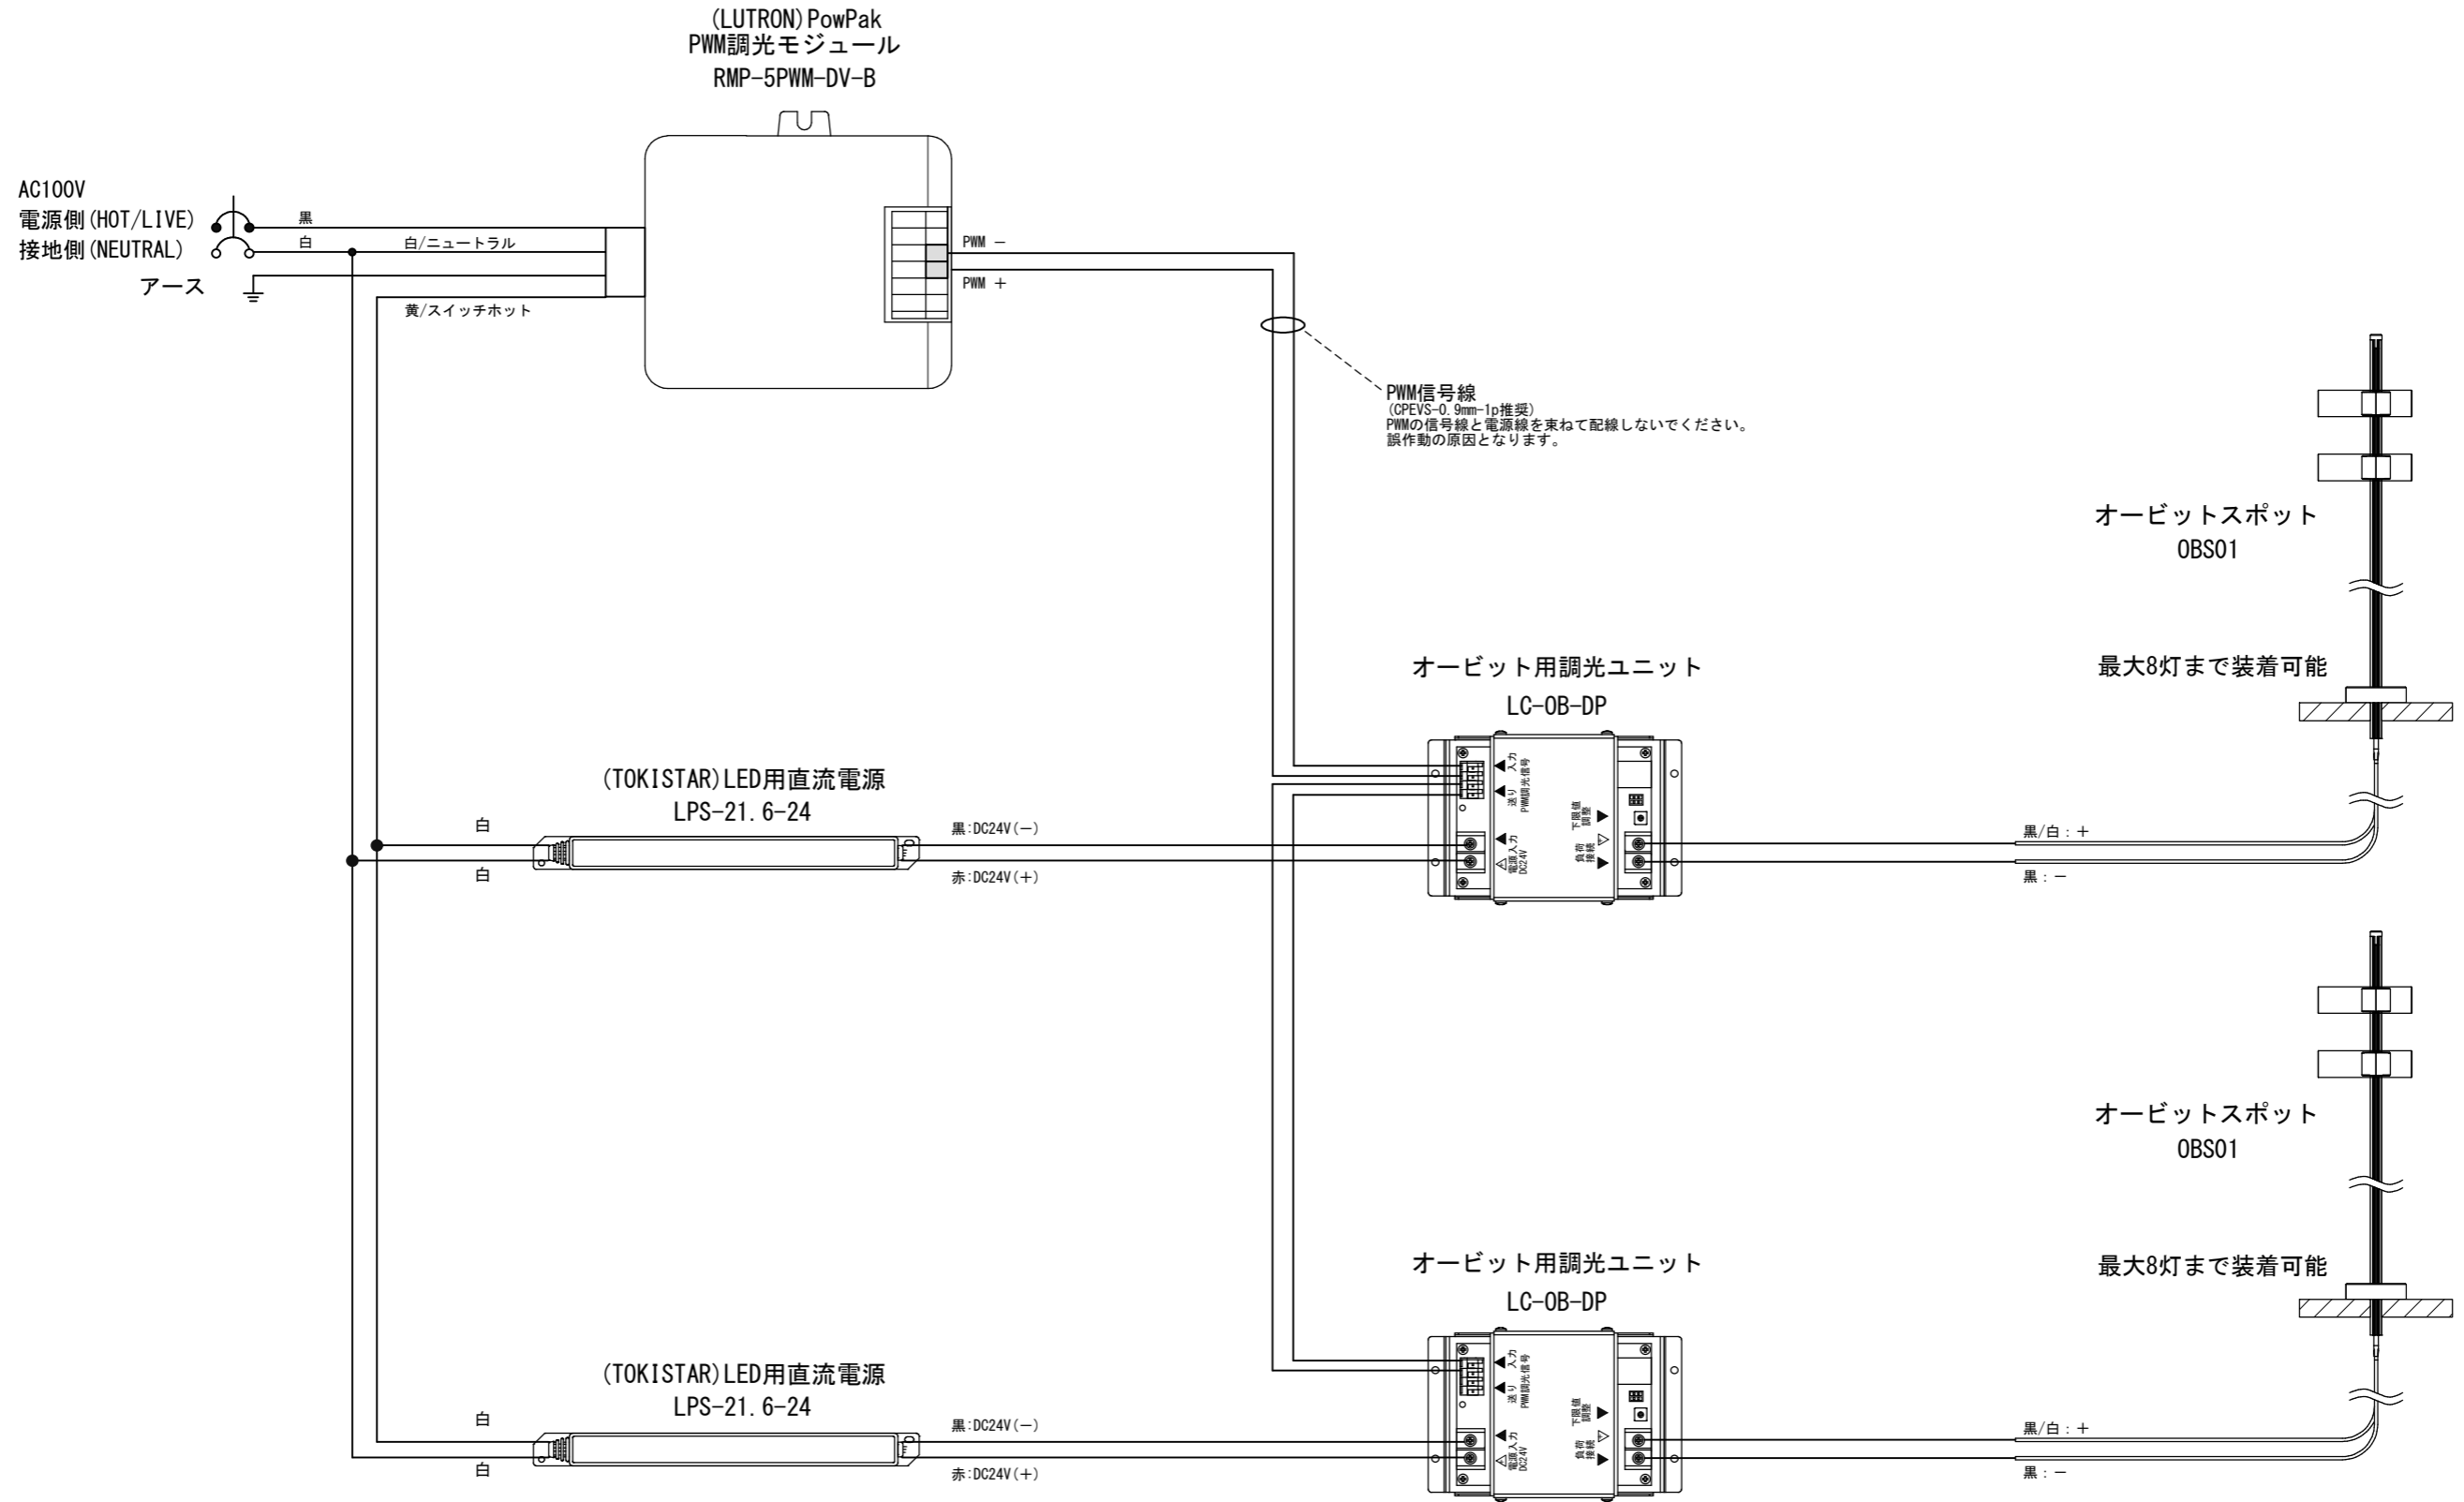 (LUTRON)PowPak
PWM調光モジュール
RMP-5PWM-DV-B
AC100V
電源側(HOT/LIVE)
接地側(NEUTRAL)
アース
黒
白
白/ニュートラル
黄/スイッチホット
PWM －
PWM ＋
PWM信号線
(CPEVS-0.9mm-1p推奨)
PWMの信号線と電源線を束ねて配線しないでください。
誤作動の原因となります。
オービットスポット
OBS01
最大8灯まで装着可能
オービット用調光ユニット
LC-OB-DP
入力
送り
PWM調光信号
電源入力
DC24V
下限値
調整
負荷
接続
(TOKISTAR)LED用直流電源
LPS-21.6-24
白
白
黒:DC24V(－)
赤:DC24V(＋)
黒/白：＋
黒：－
オービットスポット
OBS01
最大8灯まで装着可能
オービット用調光ユニット
LC-OB-DP
入力
送り
PWM調光信号
電源入力
DC24V
下限値
調整
負荷
接続
(TOKISTAR)LED用直流電源
LPS-21.6-24
白
白
黒:DC24V(－)
赤:DC24V(＋)
黒/白：＋
黒：－